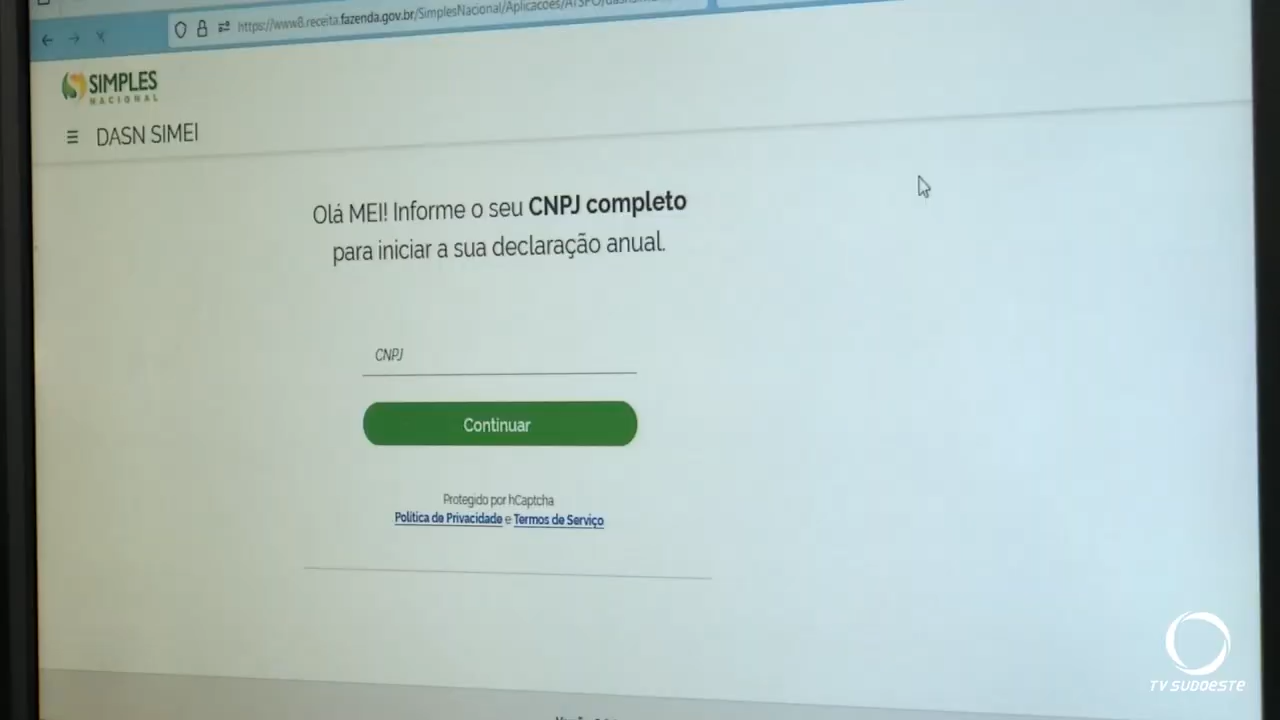 https://www8.receita.fazenda.gov.br/SimplesNacional/Aplicacoes/ATSPO/dasnsimei
SIMPLES
NACIONAL
☰ DASN SIMEI
Olá MEI! Informe o seu CNPJ completo
para iniciar a sua declaração anual.
CNPJ
Continuar
Protegido por hCaptcha
Política de Privacidade e Termos de Serviço
TV SUDOESTE